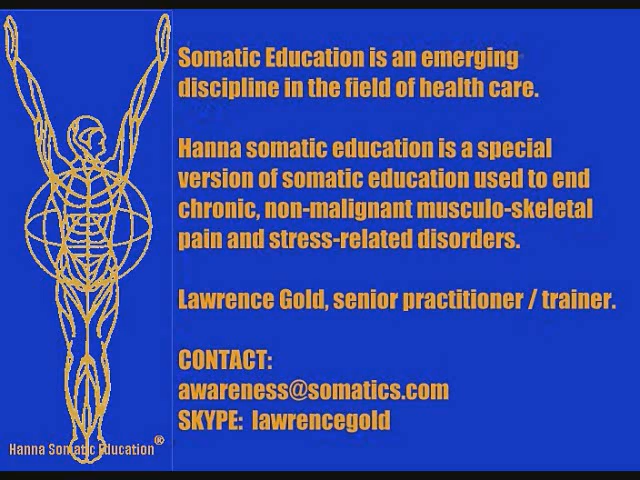 Somatic Education is an emerging
discipline in the field of health care.
Hanna somatic education is a special
version of somatic education used to end
chronic, non-malignant musculo-skeletal
pain and stress-related disorders.
Lawrence Gold, senior practitioner / trainer.
CONTACT:
awareness@somatics.com
SKYPE: lawrencegold
Hanna Somatic Education®